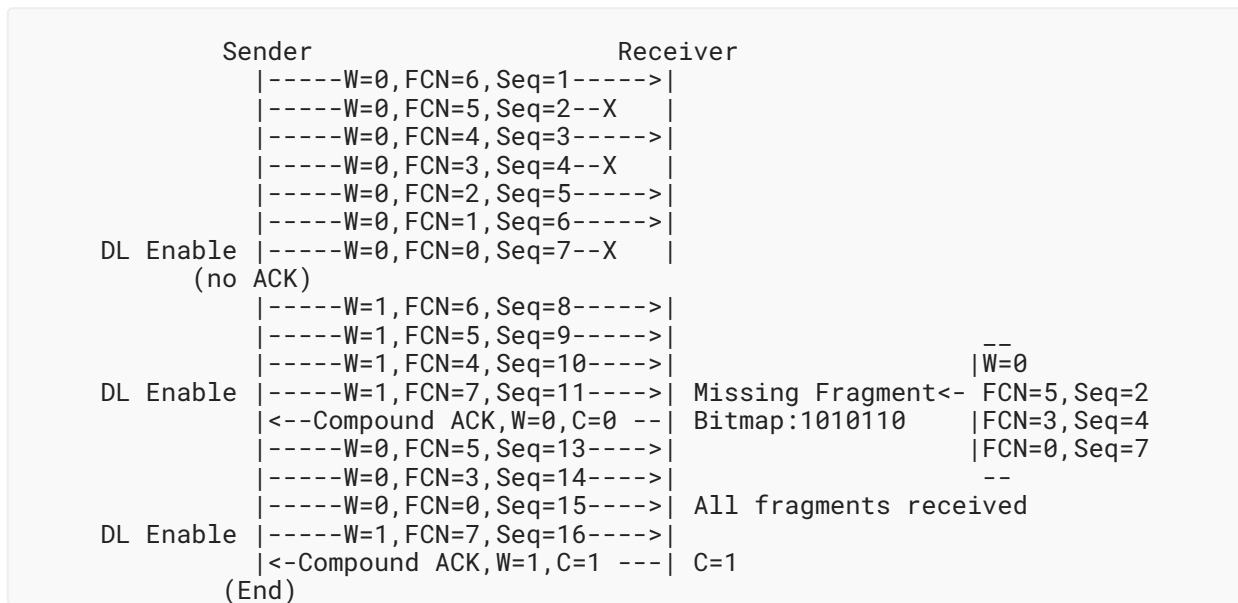 Sender                         Receiver
  |-----W=0,FCN=6,Seq=1----->|
  |-----W=0,FCN=5,Seq=2--X   |
  |-----W=0,FCN=4,Seq=3----->|
  |-----W=0,FCN=3,Seq=4--X   |
  |-----W=0,FCN=2,Seq=5----->|
  |-----W=0,FCN=1,Seq=6----->|
DL Enable |-----W=0,FCN=0,Seq=7--X   |
(no ACK)
  |-----W=1,FCN=6,Seq=8----->|
  |-----W=1,FCN=5,Seq=9----->|                     __
  |-----W=1,FCN=4,Seq=10---->|                    |W=0
DL Enable |-----W=1,FCN=7,Seq=11---->| Missing Fragment<- FCN=5,Seq=2
  |<--Compound ACK,W=0,C=0 --| Bitmap:1010110     |FCN=3,Seq=4
  |-----W=0,FCN=5,Seq=13---->|                    |FCN=0,Seq=7
  |-----W=0,FCN=3,Seq=14---->|                     --
  |-----W=0,FCN=0,Seq=15---->| All fragments received
DL Enable |-----W=1,FCN=7,Seq=16---->|
  |<-Compound ACK,W=1,C=1 ---| C=1
(End)